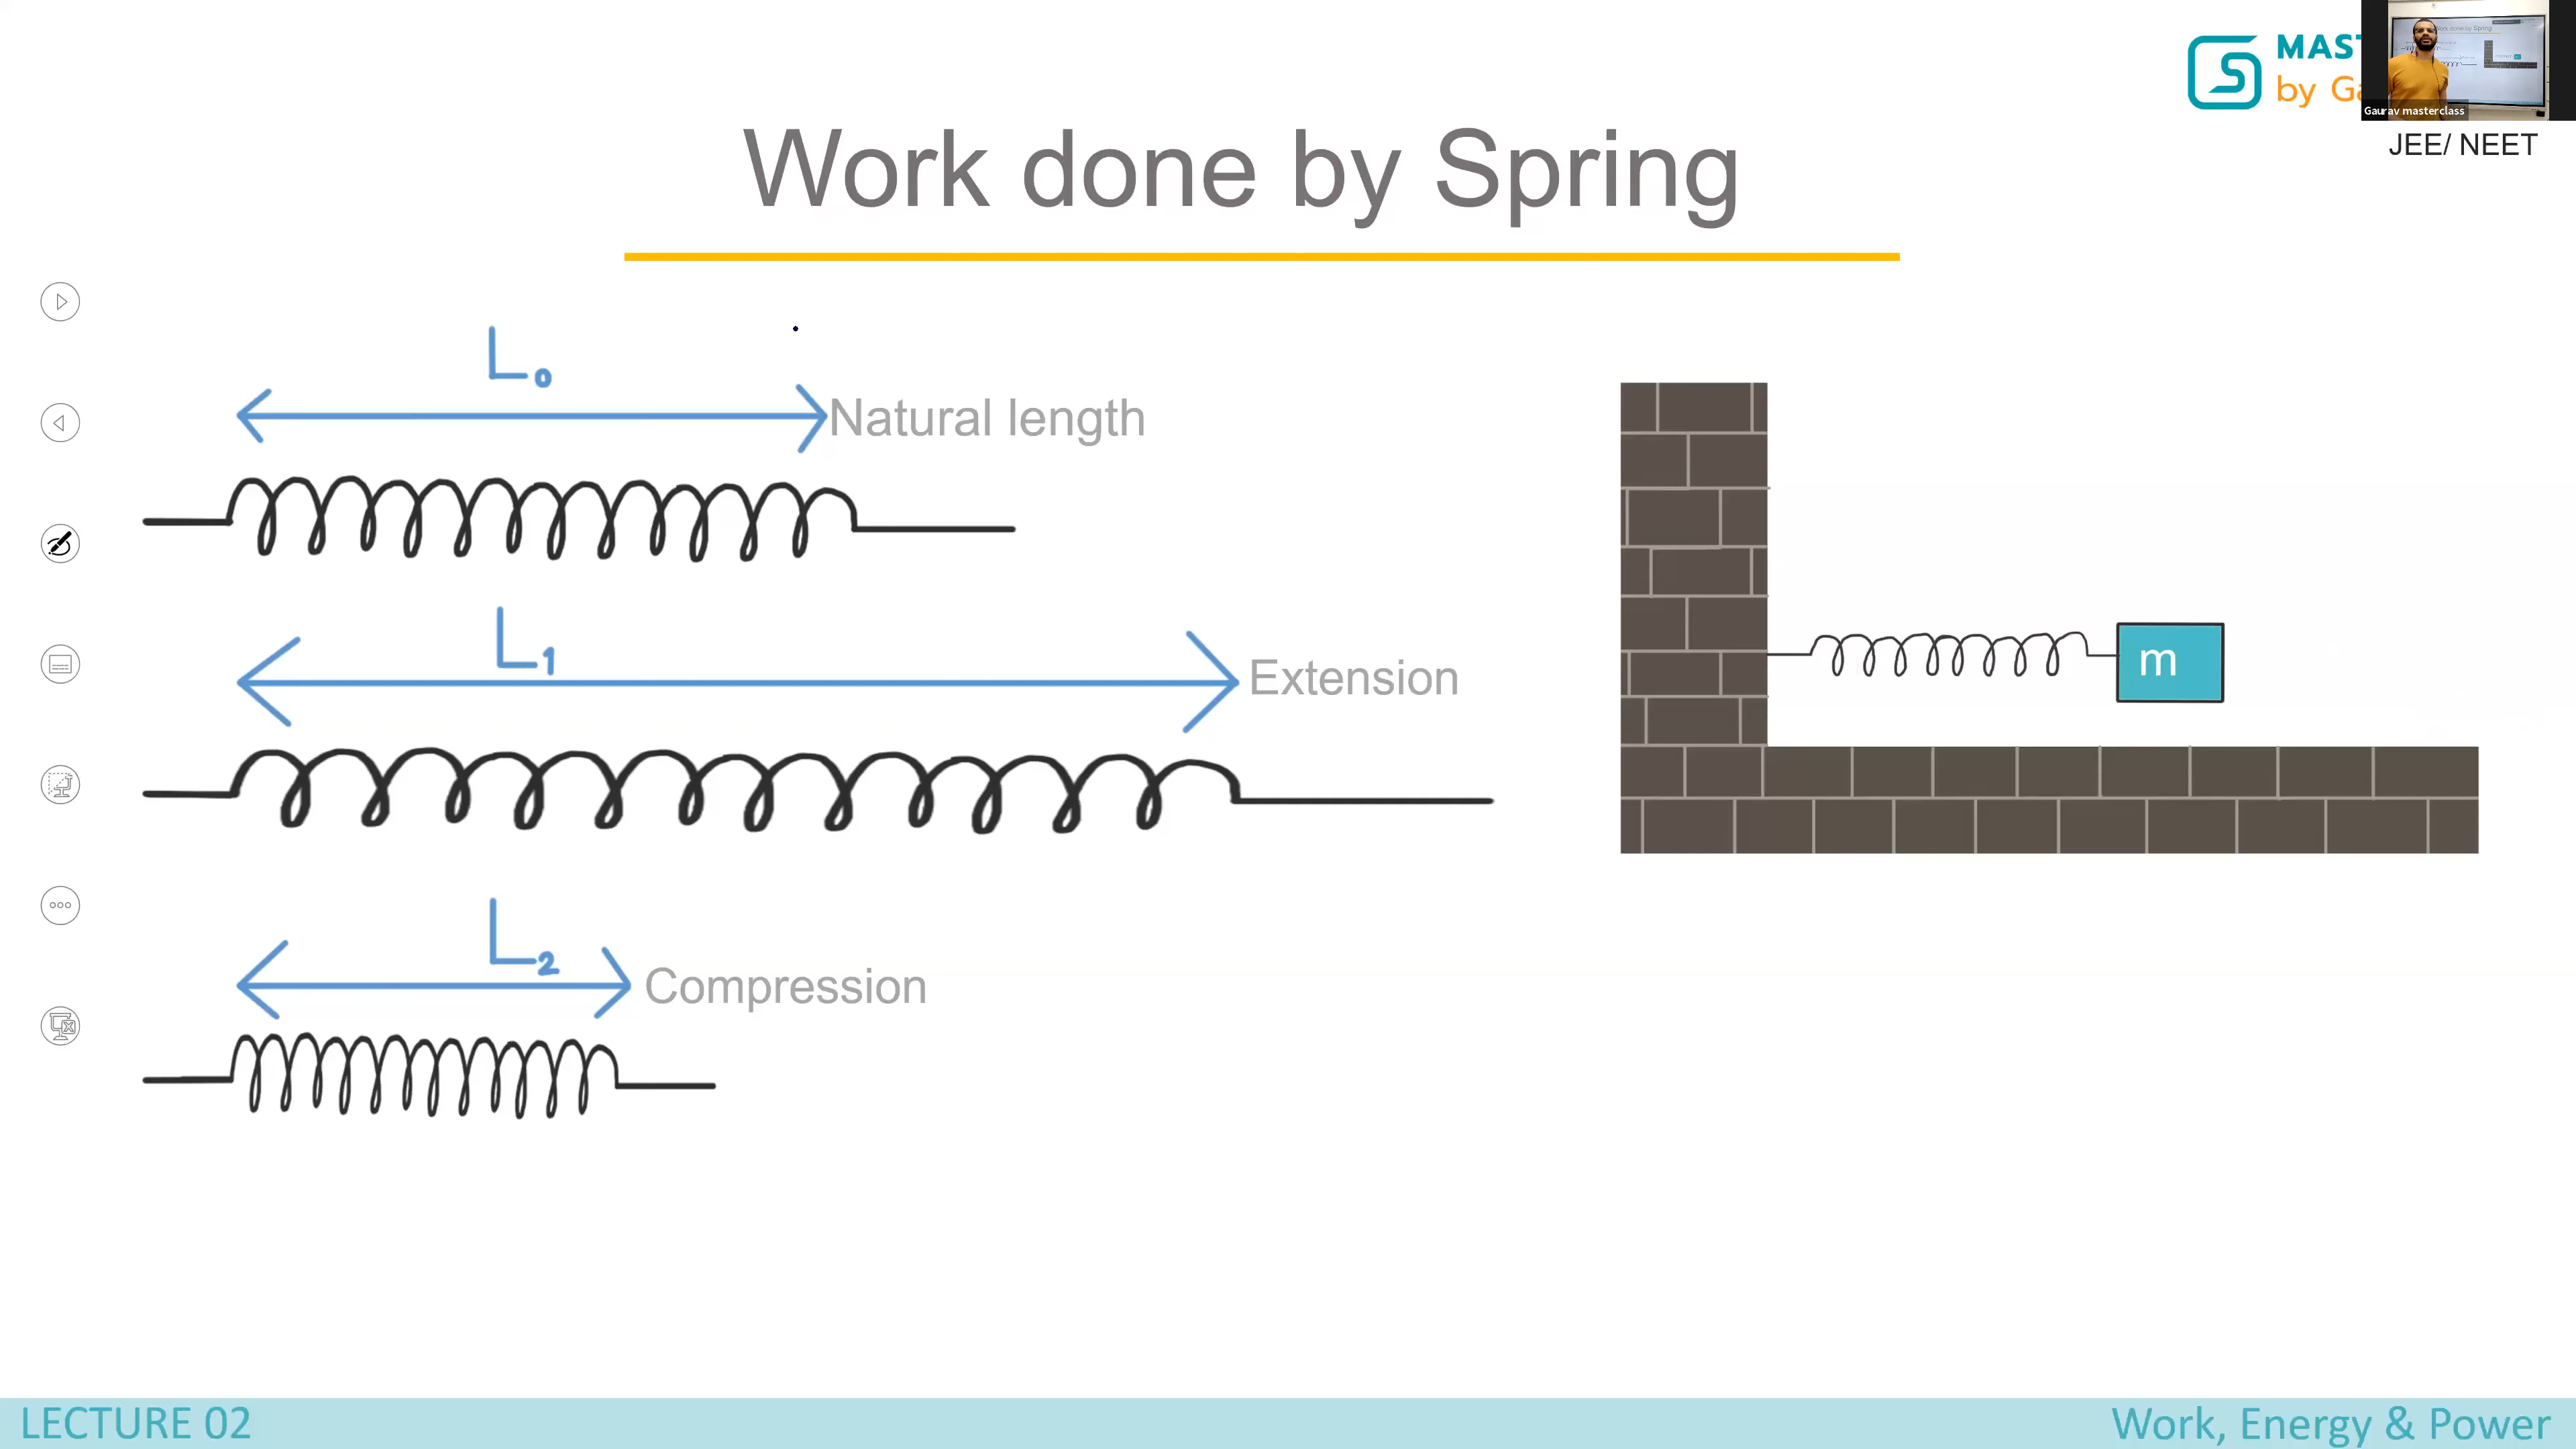 MAST
by Ga
Gaurav masterclass
JEE/ NEET
Work done by Spring
L₀
Natural length
L₁
Extension
m
L₂
Compression
LECTURE 02
Work, Energy & Power